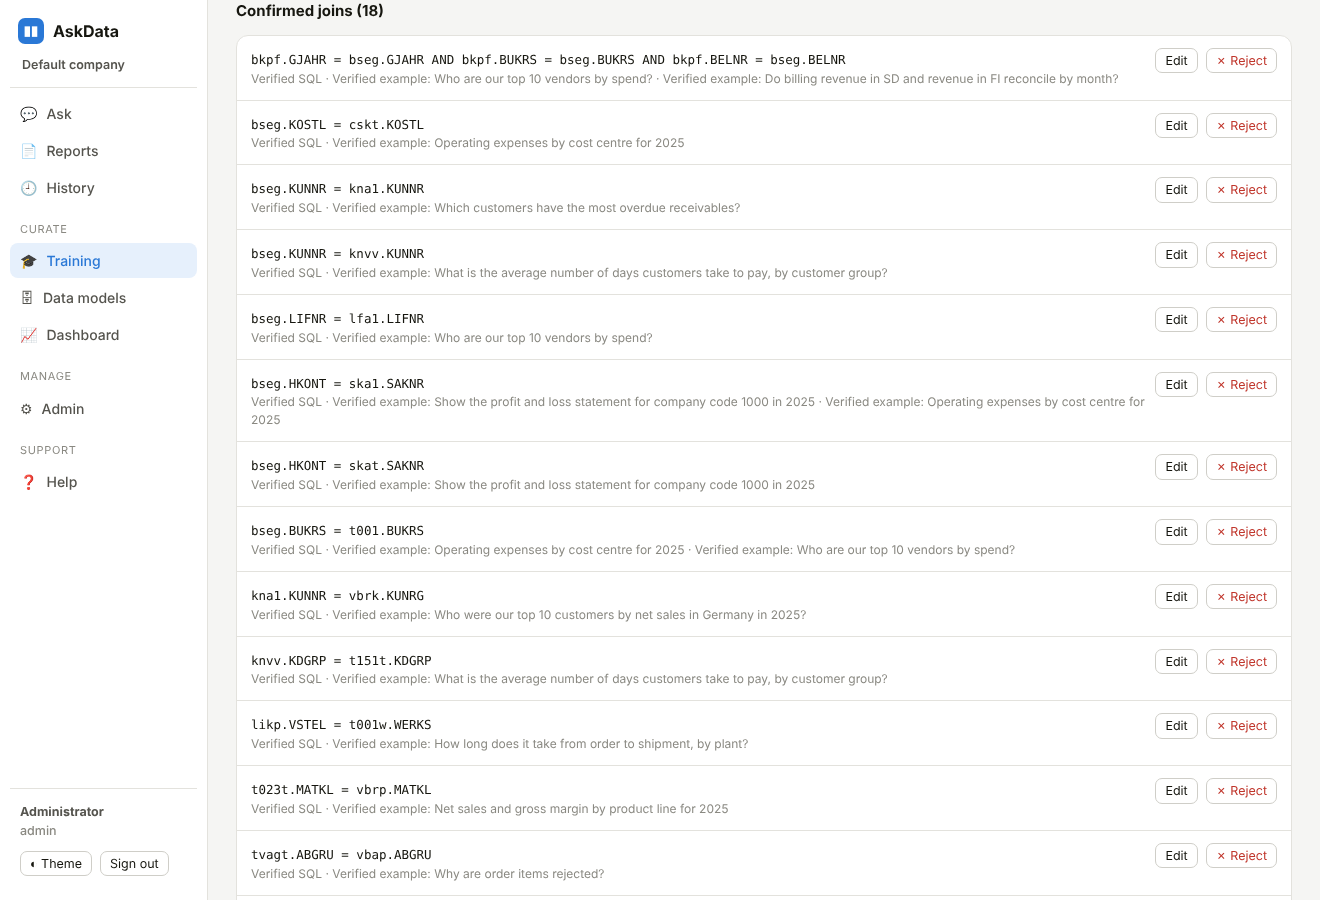 AskData
Default company
Ask
Reports
History
CURATE
Training
Data models
Dashboard
MANAGE
Admin
SUPPORT
Help
Administrator
admin
Theme
Sign out
Confirmed joins (18)
bkpf.GJAHR = bseg.GJAHR AND bkpf.BUKRS = bseg.BUKRS AND bkpf.BELNR = bseg.BELNR
Verified SQL · Verified example: Who are our top 10 vendors by spend? · Verified example: Do billing revenue in SD and revenue in FI reconcile by month?
Edit
× Reject
bseg.KOSTL = cskt.KOSTL
Verified SQL · Verified example: Operating expenses by cost centre for 2025
Edit
× Reject
bseg.KUNNR = kna1.KUNNR
Verified SQL · Verified example: Which customers have the most overdue receivables?
Edit
× Reject
bseg.KUNNR = knvv.KUNNR
Verified SQL · Verified example: What is the average number of days customers take to pay, by customer group?
Edit
× Reject
bseg.LIFNR = lfa1.LIFNR
Verified SQL · Verified example: Who are our top 10 vendors by spend?
Edit
× Reject
bseg.HKONT = ska1.SAKNR
Verified SQL · Verified example: Show the profit and loss statement for company code 1000 in 2025 · Verified example: Operating expenses by cost centre for
2025
Edit
× Reject
bseg.HKONT = skat.SAKNR
Verified SQL · Verified example: Show the profit and loss statement for company code 1000 in 2025
Edit
× Reject
bseg.BUKRS = t001.BUKRS
Verified SQL · Verified example: Operating expenses by cost centre for 2025 · Verified example: Who are our top 10 vendors by spend?
Edit
× Reject
kna1.KUNNR = vbrk.KUNRG
Verified SQL · Verified example: Who were our top 10 customers by net sales in Germany in 2025?
Edit
× Reject
knvv.KDGRP = t151t.KDGRP
Verified SQL · Verified example: What is the average number of days customers take to pay, by customer group?
Edit
× Reject
likp.VSTEL = t001w.WERKS
Verified SQL · Verified example: How long does it take from order to shipment, by plant?
Edit
× Reject
t023t.MATKL = vbrp.MATKL
Verified SQL · Verified example: Net sales and gross margin by product line for 2025
Edit
× Reject
tvagt.ABGRU = vbap.ABGRU
Verified SQL · Verified example: Why are order items rejected?
Edit
× Reject